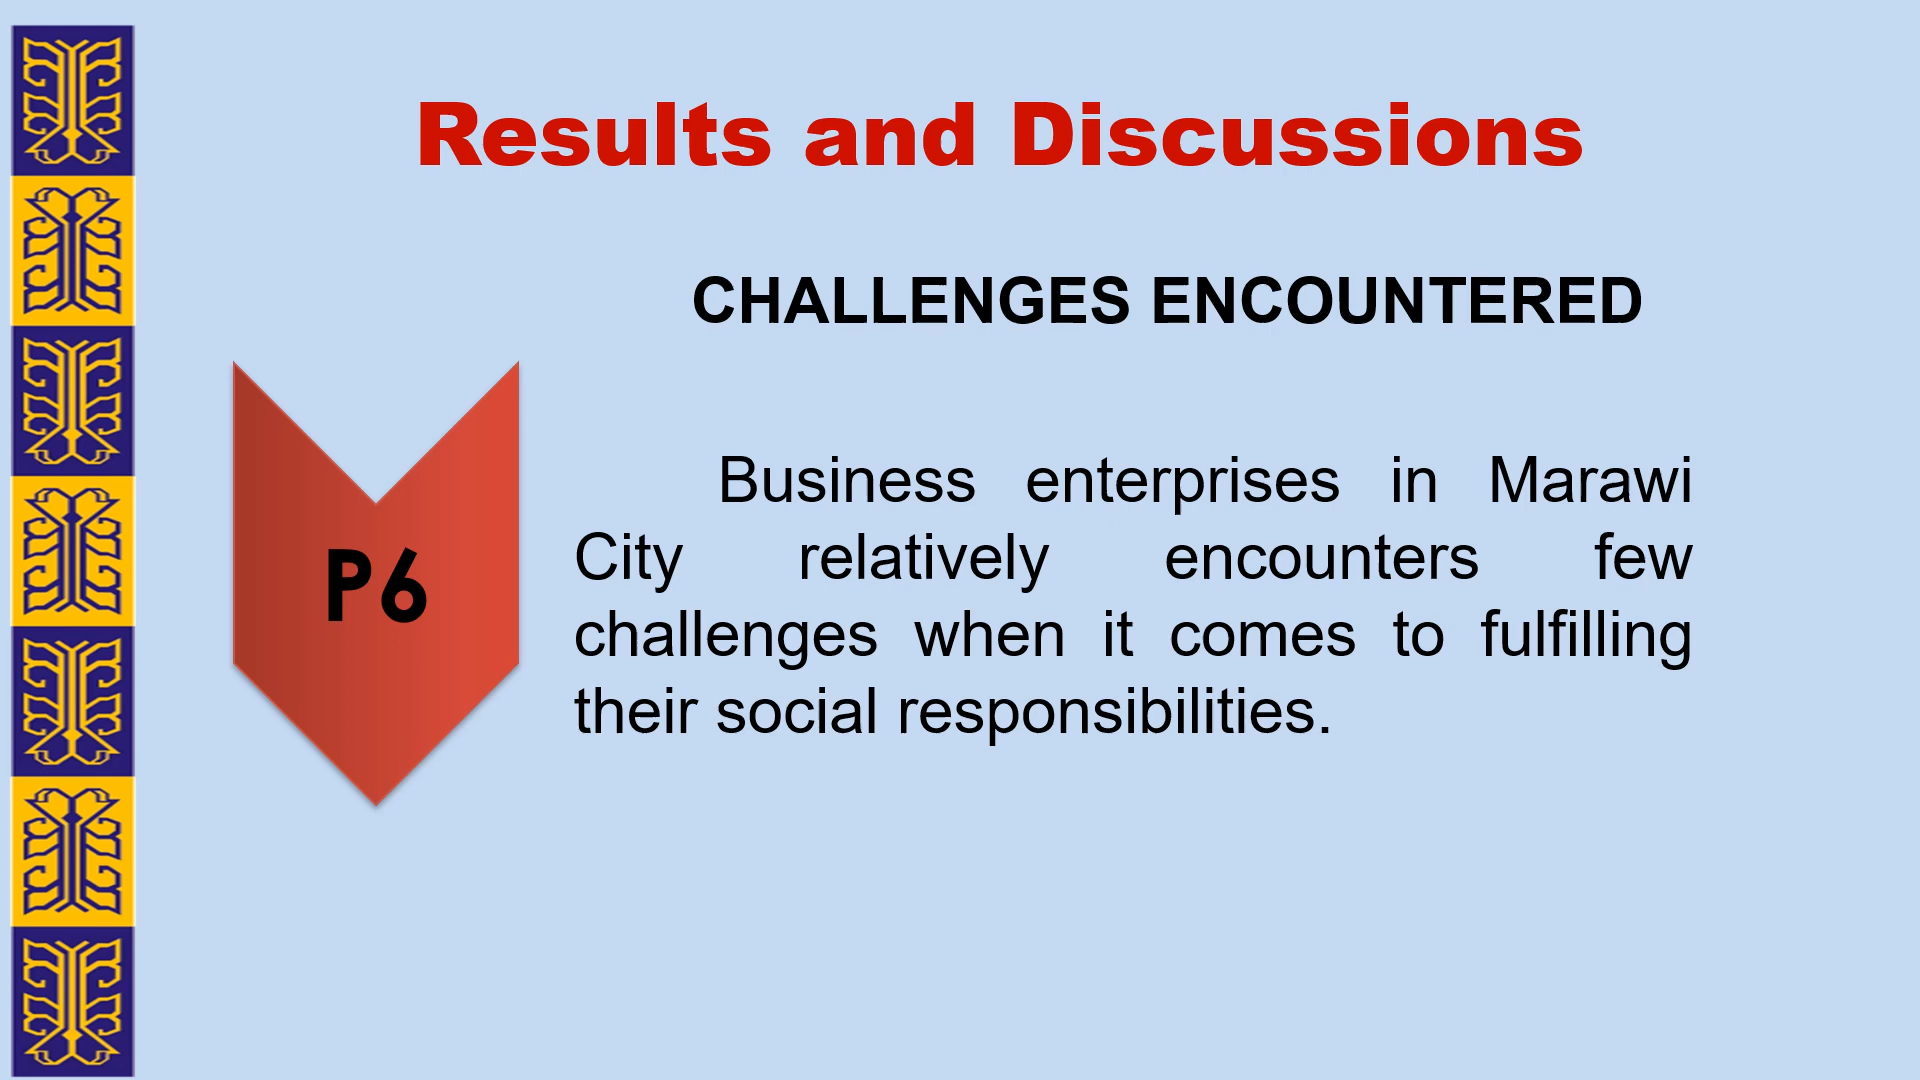 Results and Discussions
CHALLENGES ENCOUNTERED
P6
Business enterprises in Marawi
City relatively encounters few
challenges when it comes to fulfilling
their social responsibilities.